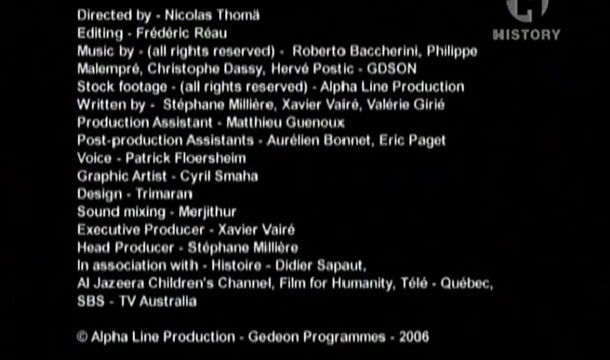 Directed by - Nicolas Thomä
Editing - Frédéric Réau
HISTORY
Music by - (all rights reserved) - Roberto Baccherini, Philippe
Malempré, Christophe Dassy, Hervé Postic - GDSON
Stock footage - (all rights reserved) - Alpha Line Production
Written by - Stéphane Millière, Xavier Vairé, Valérie Girié
Production Assistant - Matthieu Guenoux
Post-production Assistants - Aurélien Bonnet, Eric Paget
Voice - Patrick Floersheim
Graphic Artist - Cyril Smaha
Design - Trimaran
Sound mixing - Merjithur
Executive Producer - Xavier Vairé
Head Producer - Stéphane Millière
In association with - Histoire - Didier Sapaut,
Al Jazeera Children's Channel, Film for Humanity, Télé - Québec,
SBS - TV Australia
© Alpha Line Production - Gedeon Programmes - 2006